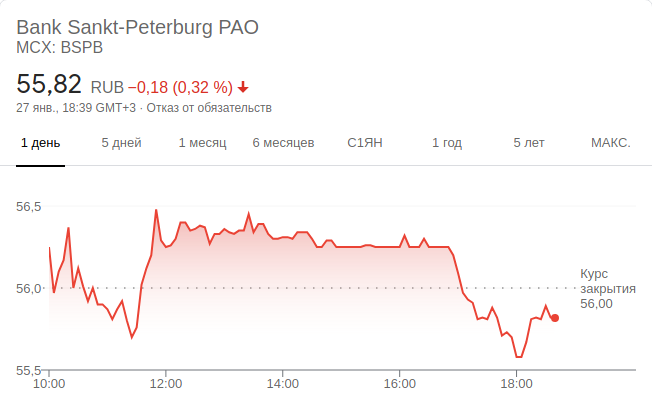 Bank Sankt-Peterburg PAO
MCX: BSPB
55,82 RUB −0,18 (0,32 %)
27 янв., 18:39 GMT+3 · Отказ от обязательств
1 день 5 дней 1 месяц 6 месяцев С1ЯН 1 год 5 лет МАКС.
56,5
56,0
55,5
Курс
закрытия
56,00
10:00 12:00 14:00 16:00 18:00